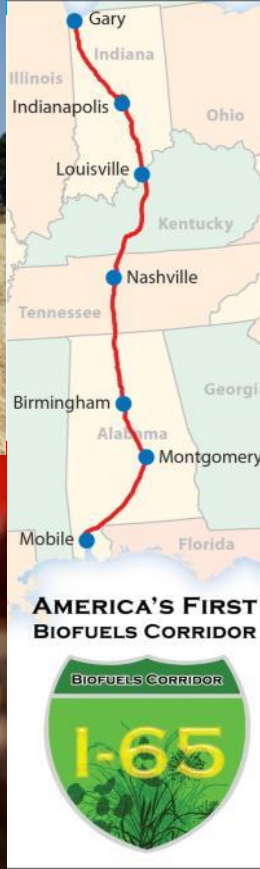 Gary
Indiana
Illinois
Indianapolis
Ohio
Louisville
Kentucky
Nashville
Tennessee
Georgia
Birmingham
Alabama
Montgomery
Mobile
Florida
AMERICA'S FIRST
BIOFUELS CORRIDOR
BIOFUELS CORRIDOR
I-65